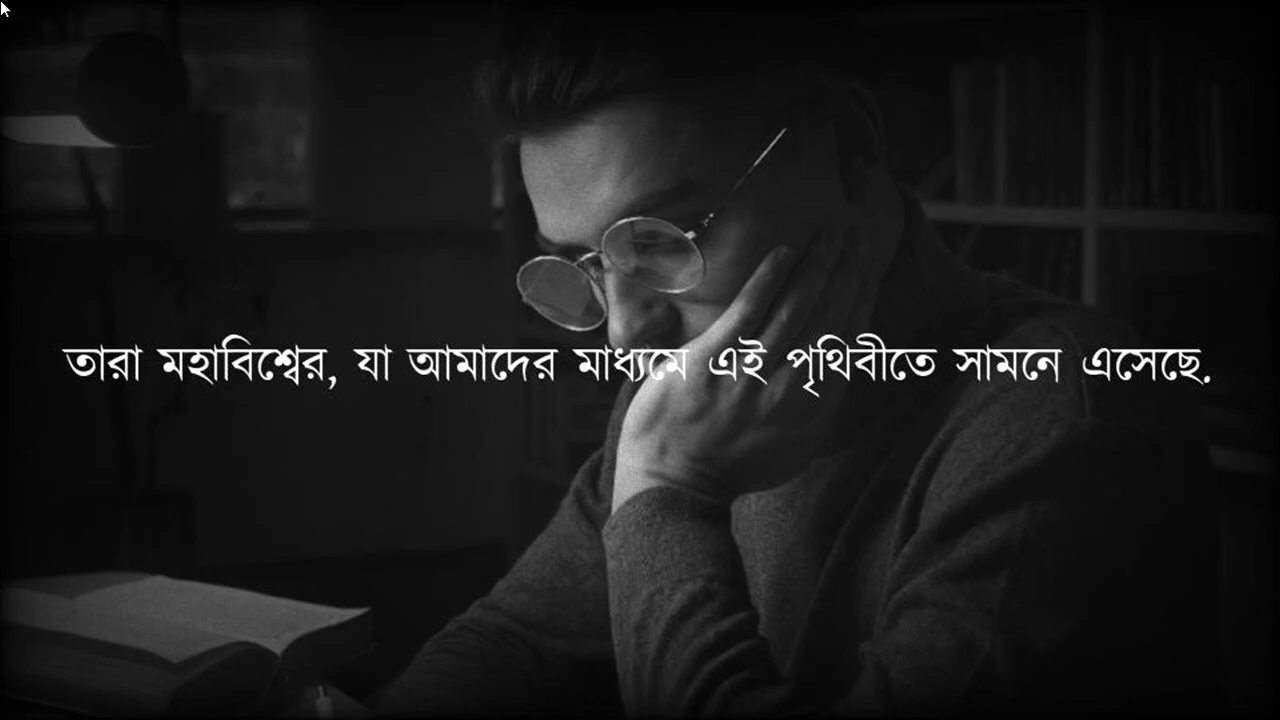 তারা মহাবিশ্বের, যা আমাদের মাধ্যমে এই পৃথিবীতে সামনে এসেছে.